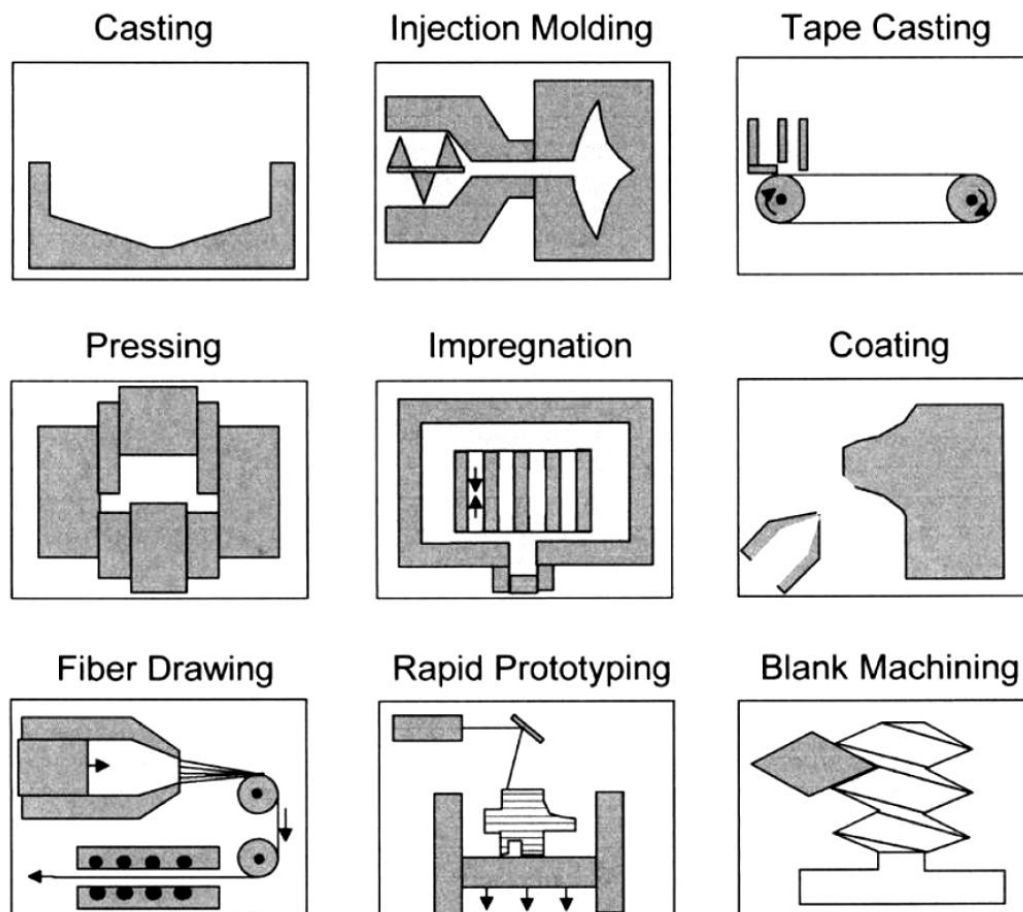 Casting
Injection Molding
Tape Casting
Pressing
Impregnation
Coating
Fiber Drawing
Rapid Prototyping
Blank Machining